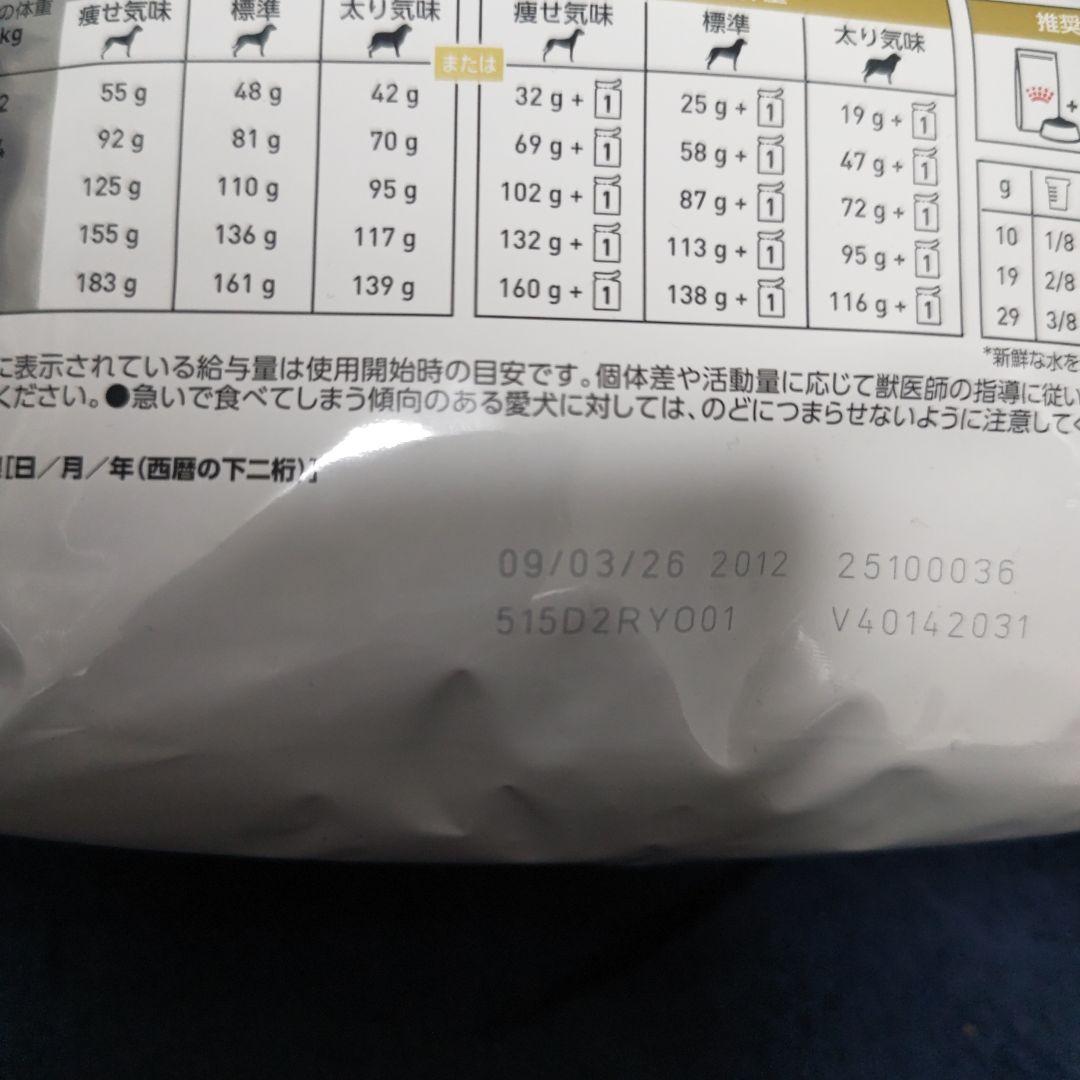 の体重 痩せ気味 標準 太り気味 痩せ気味 標準 太り気味 推奨
kg
または
2 55 g 48 g 42 g 32 g + 1 25 g + 1 19 g + 1
4 92 g 81 g 70 g 69 g + 1 58 g + 1 47 g + 1
125 g 110 g 95 g 102 g + 1 87 g + 1 72 g + 1
155 g 136 g 117 g 132 g + 1 113 g + 1 95 g + 1
183 g 161 g 139 g 160 g + 1 138 g + 1 116 g + 1
+
g
10 1/8
19 2/8
29 3/8
*新鮮な水を
に表示されている給与量は使用開始時の目安です。個体差や活動量に応じて獣医師の指導に従い
ください。●急いで食べてしまう傾向のある愛犬に対しては、のどにつまらせないように注意してく
[日/月/年(西暦の下二桁)]
09/03/26 2012 25100036
515D2RY001 V40142031